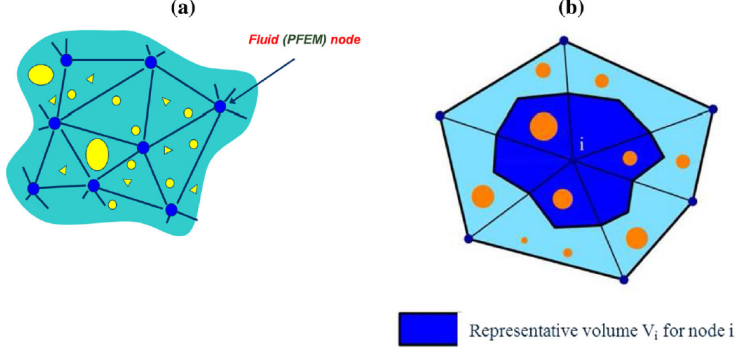 (a)
(b)
Fluid (PFEM) node
i
Representative volume Vi for node i